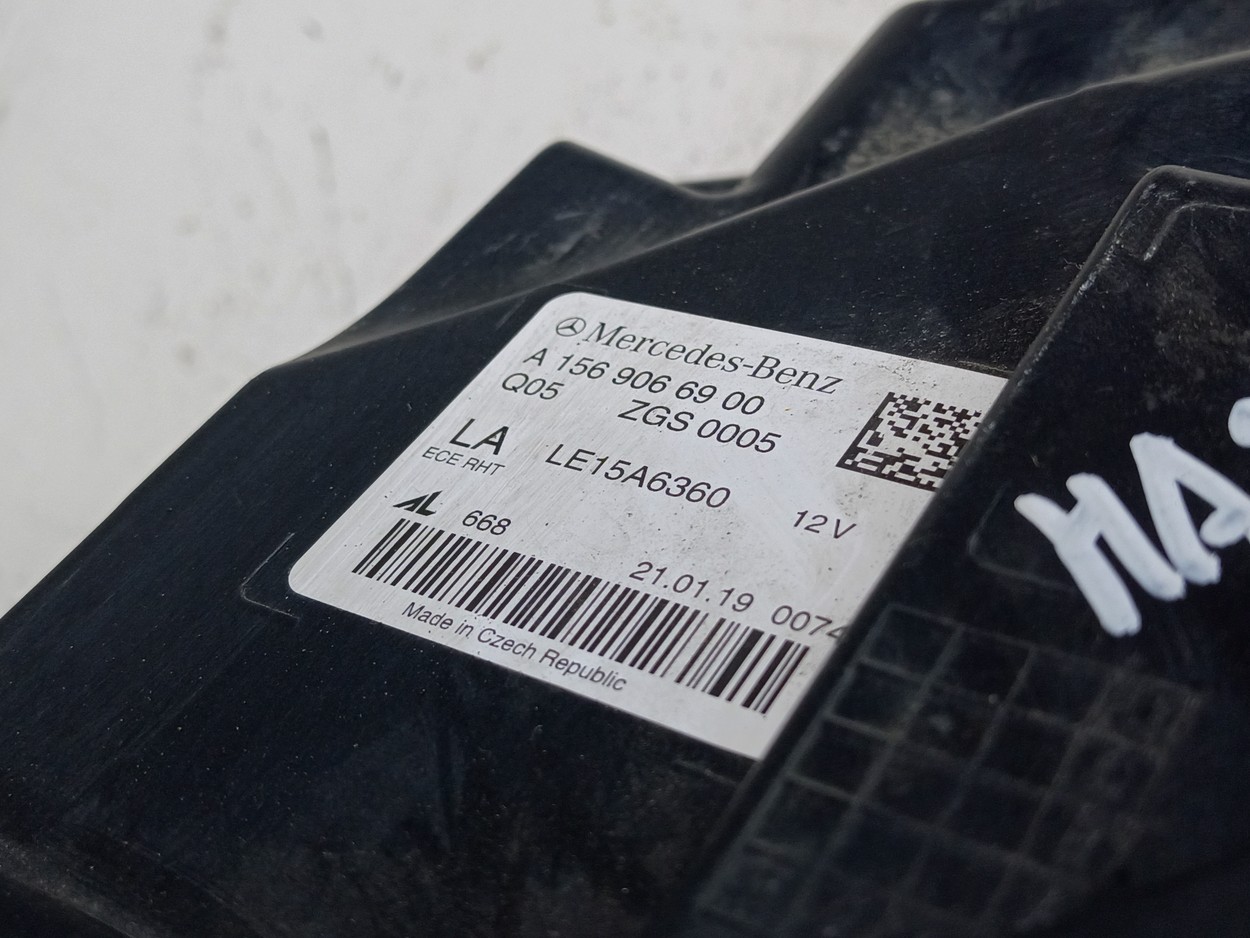 Mercedes-Benz
A 156 906 69 00
Q05 ZGS 0005
LA LE15A6360
ECE RHT 12V
AL 668
21.01.19 0074
Made in Czech Republic